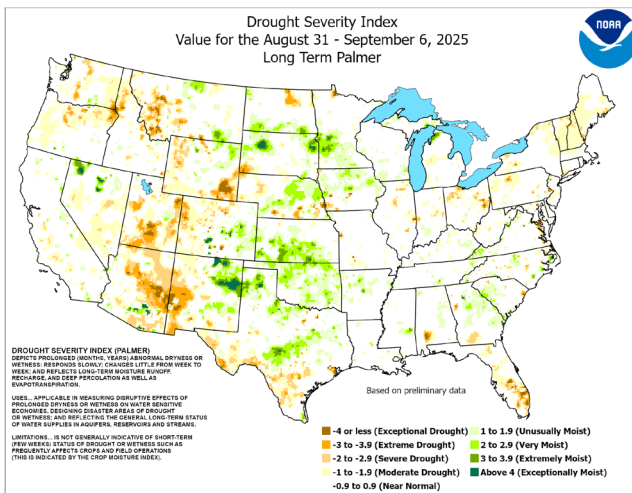 Drought Severity Index
Value for the August 31 - September 6, 2025
Long Term Palmer
NOAA
DROUGHT SEVERITY INDEX (PALMER)
DEPICTS PROLONGED (MONTHS, YEARS) ABNORMAL DRYNESS OR
WETNESS; RESPONDS SLOWLY; CHANGES LITTLE FROM WEEK TO
WEEK; AND REFLECTS LONG-TERM MOISTURE RUNOFF,
RECHARGE, AND DEEP PERCOLATION AS WELL AS
EVAPOTRANSPIRATION.
USES... APPLICABLE IN MEASURING DISRUPTIVE EFFECTS OF
PROLONGED DRYNESS OR WETNESS ON WATER SENSITIVE
ECONOMIES, DESIGNING DISASTER AREAS OF DROUGHT
OR WETNESS; AND REFLECTING THE GENERAL LONG-TERM STATUS
OF WATER SUPPLIES IN AQUIFERS, RESERVOIRS AND STREAMS.
LIMITATIONS... IS NOT GENERALLY INDICATIVE OF SHORT-TERM
(FEW WEEKS) STATUS OF DROUGHT OR WETNESS SUCH AS
FREQUENTLY AFFECTS CROPS AND FIELD OPERATIONS
(THIS IS INDICATED BY THE CROP MOISTURE INDEX).
Based on preliminary data
-4 or less (Exceptional Drought)
-3 to -3.9 (Extreme Drought)
-2 to -2.9 (Severe Drought)
-1 to -1.9 (Moderate Drought)
-0.9 to 0.9 (Near Normal)
1 to 1.9 (Unusually Moist)
2 to 2.9 (Very Moist)
3 to 3.9 (Extremely Moist)
Above 4 (Exceptionally Moist)